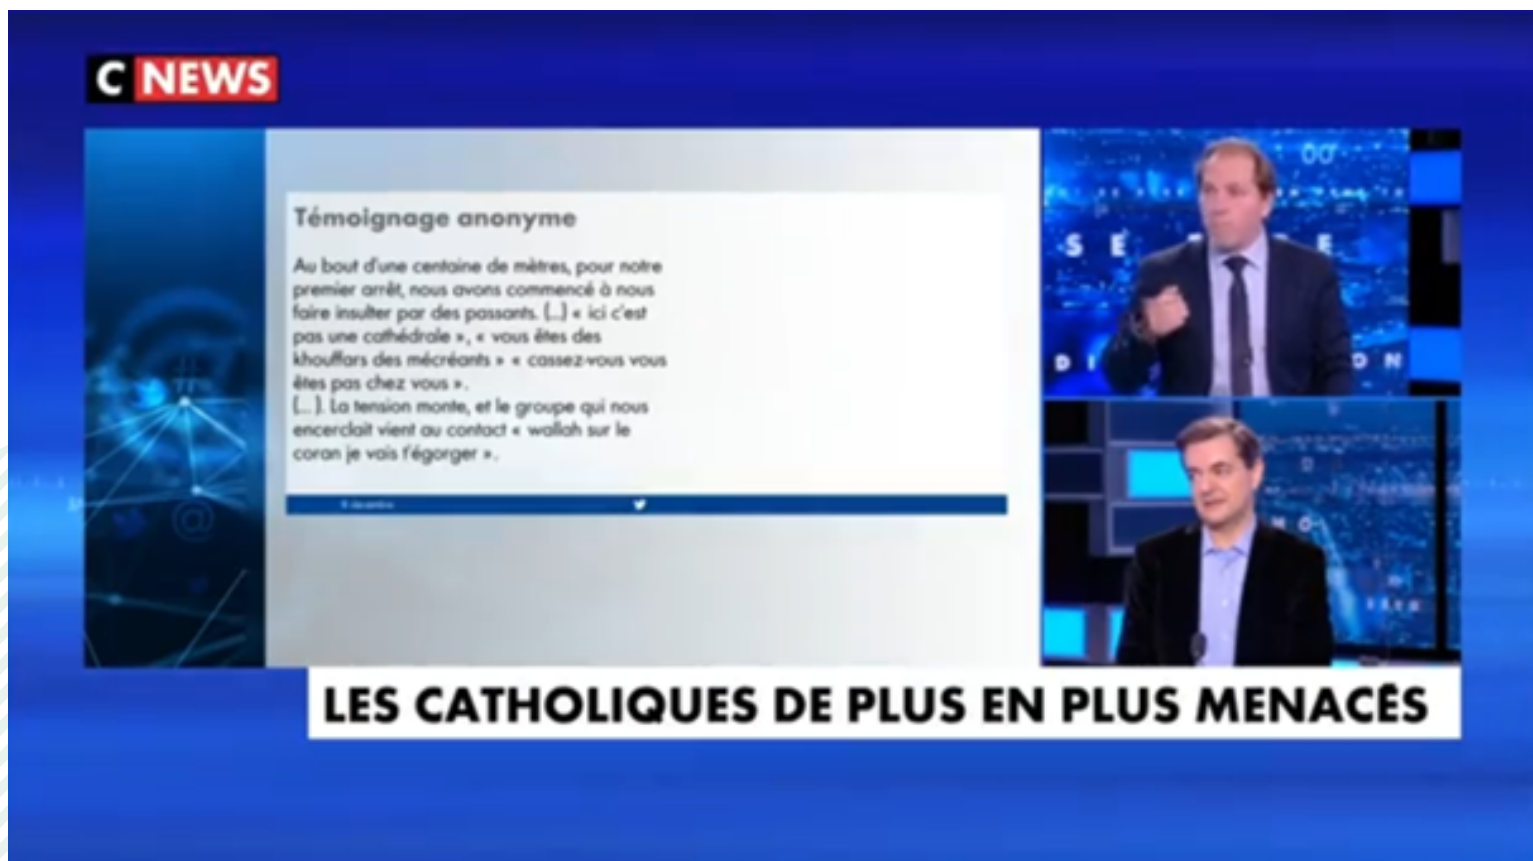 C NEWS
Témoignage anonyme
Au bout d'une centaine de mètres, pour notre
premier arrêt, nous avons commencé à nous
faire insulter par des passants. (...) « ici c'est
pas une cathédrale », « vous êtes des
khouffars des mécréants » « cassez-vous vous
êtes pas chez vous ».
(... ). La tension monte, et le groupe qui nous
encerclait vient au contact « wallah sur le
coran je vais t'égorger ».
LES CATHOLIQUES DE PLUS EN PLUS MENACÉS